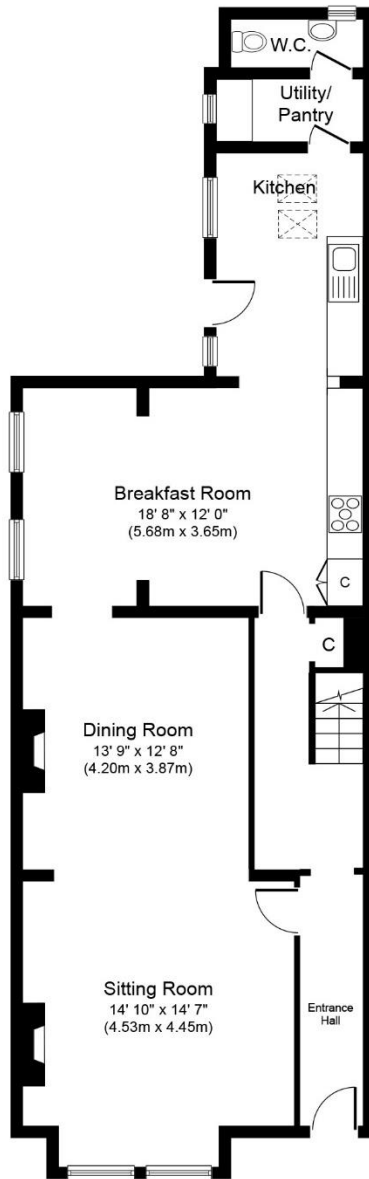 W.C.
Utility/
Pantry
Kitchen
Breakfast Room
18' 8" x 12' 0"
(5.68m x 3.65m)
C
C
Dining Room
13' 9" x 12' 8"
(4.20m x 3.87m)
Sitting Room
14' 10" x 14' 7"
(4.53m x 4.45m)
Entrance
Hall